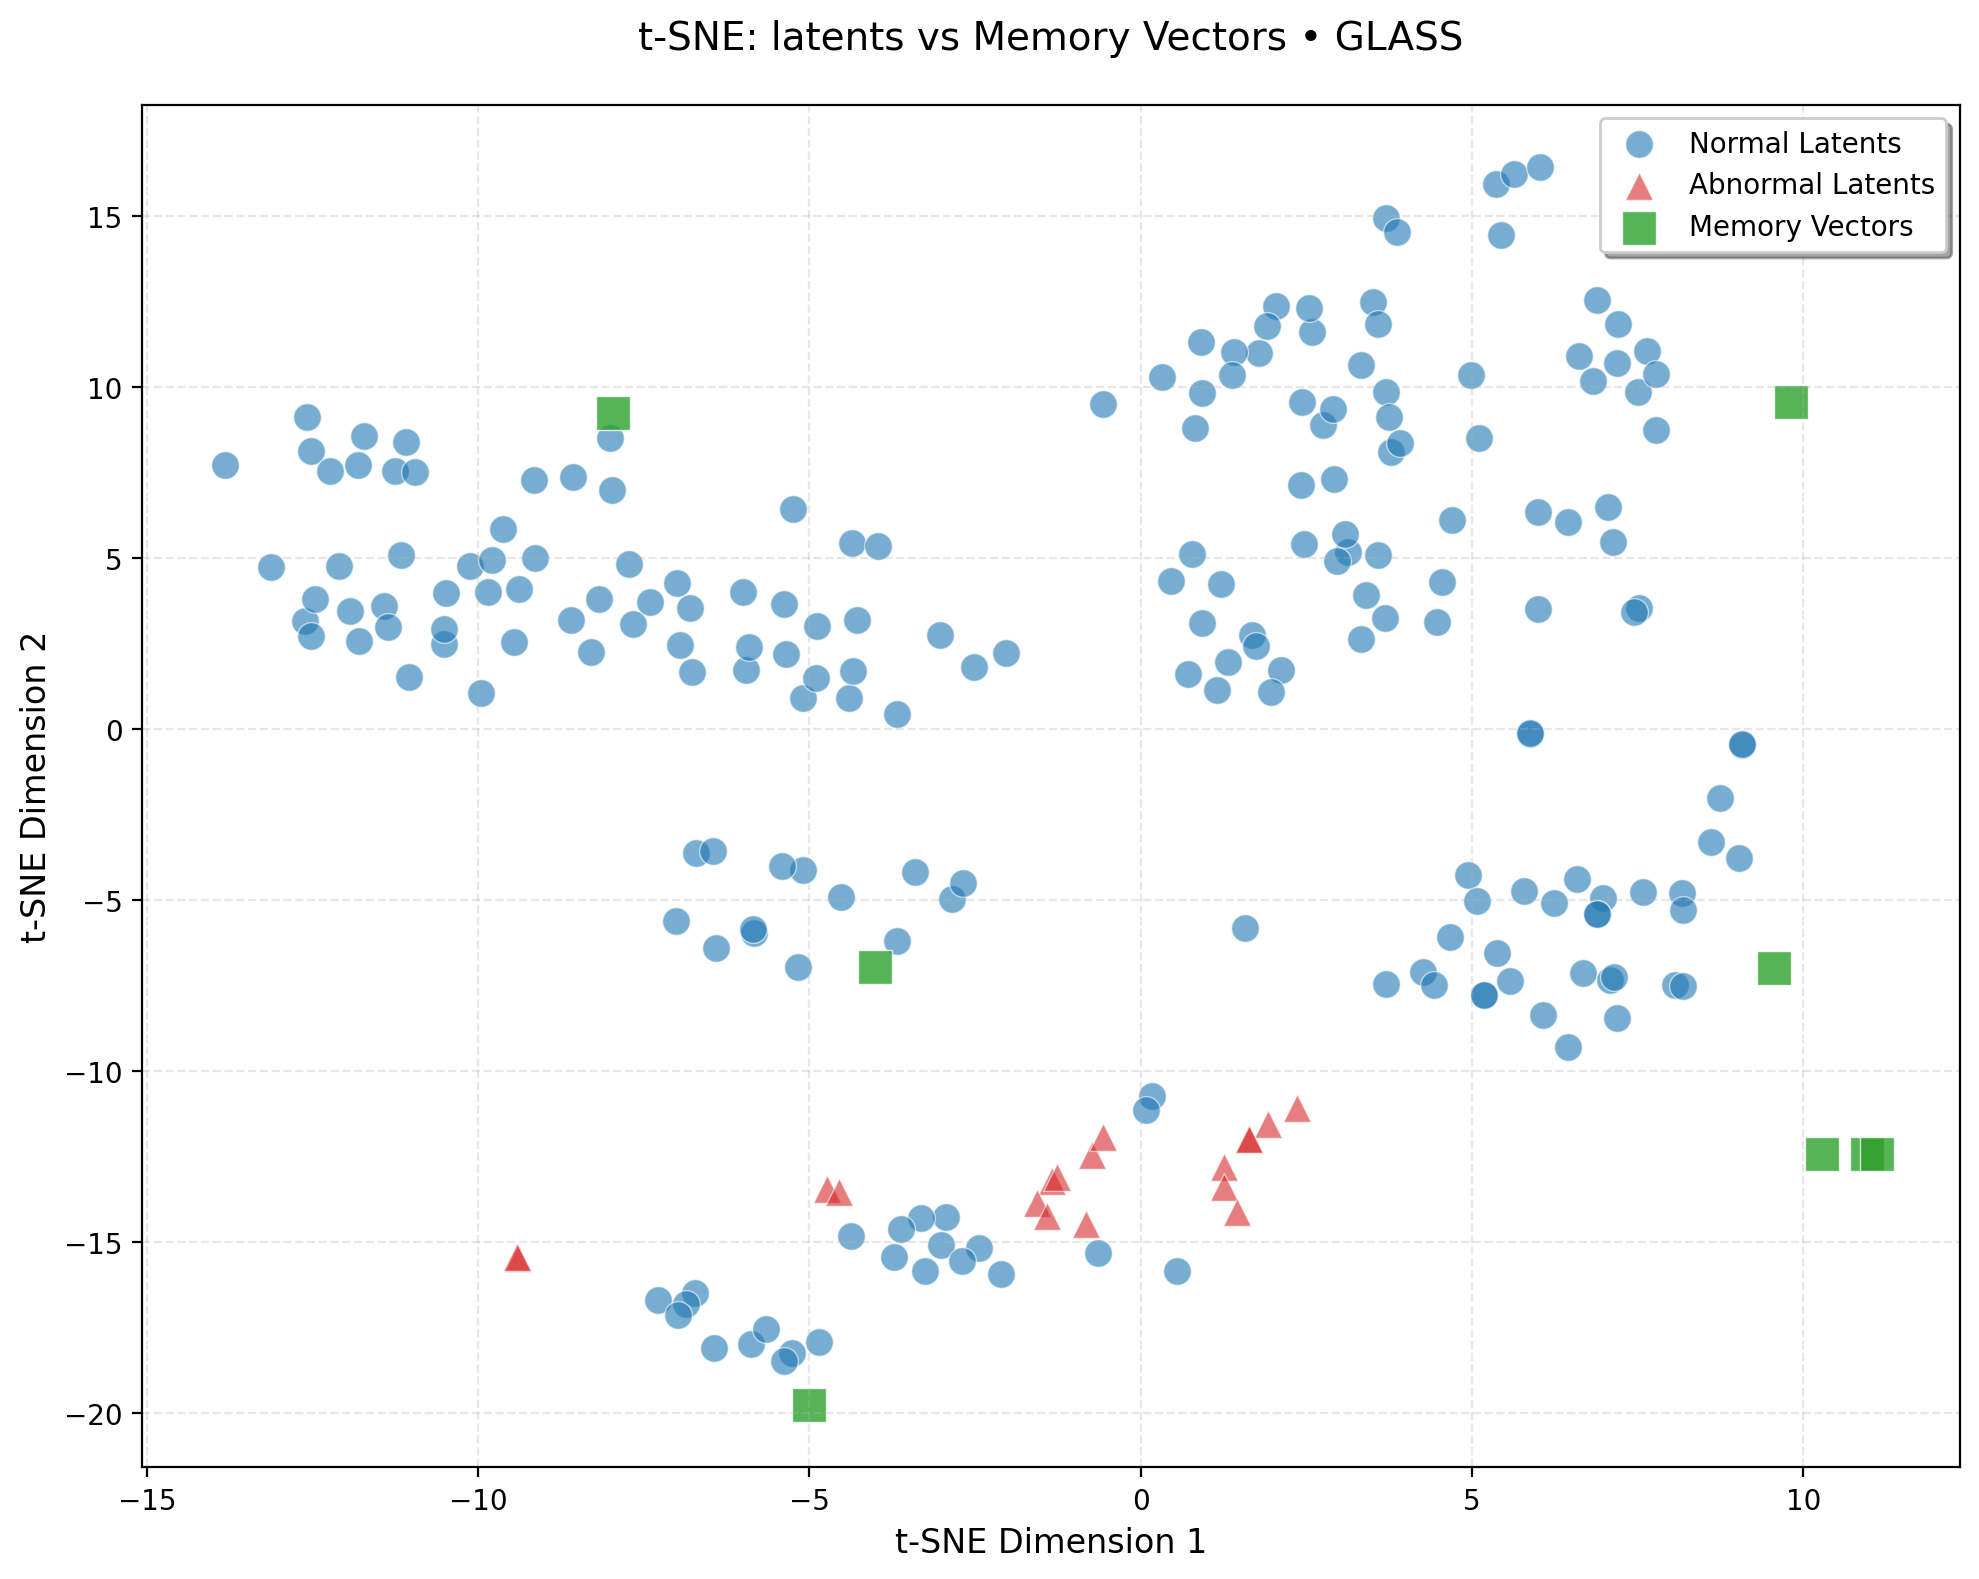 t-SNE: latents vs Memory Vectors • GLASS
Normal Latents
Abnormal Latents
Memory Vectors
t-SNE Dimension 2
15
10
5
0
−5
−10
−15
−20
−15
−10
−5
0
5
10
t-SNE Dimension 1